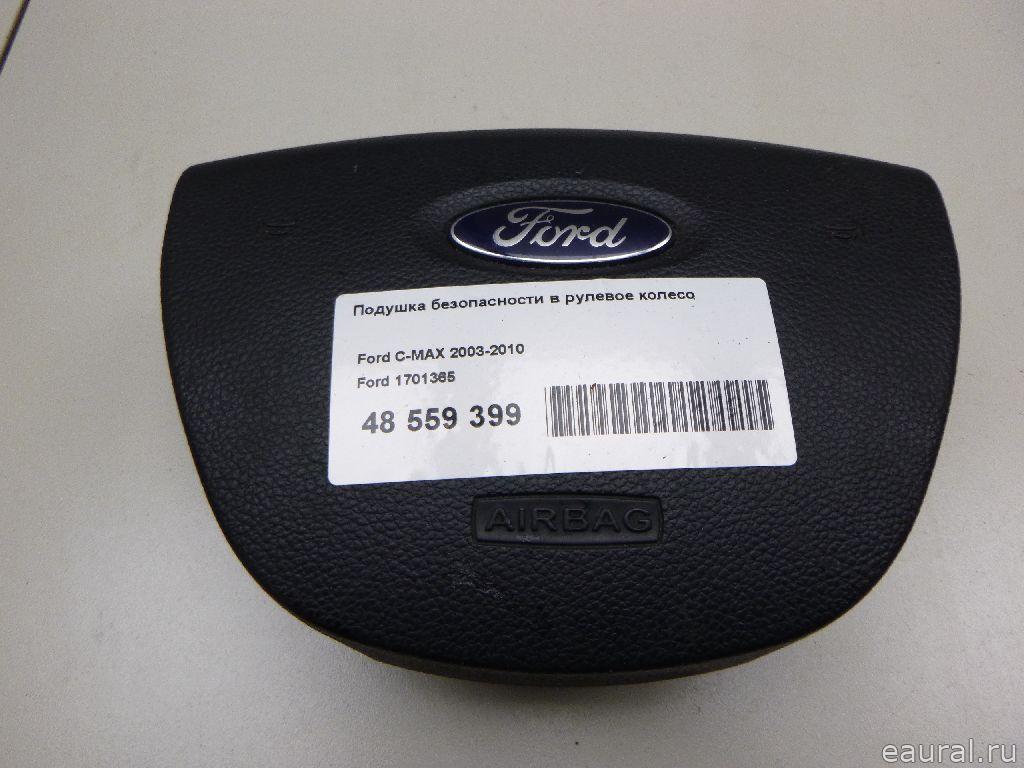 Ford
Подушка безопасности в рулевое колесо
Ford C-MAX 2003-2010
Ford 1701365
48 559 399
AIRBAG
eaural.ru